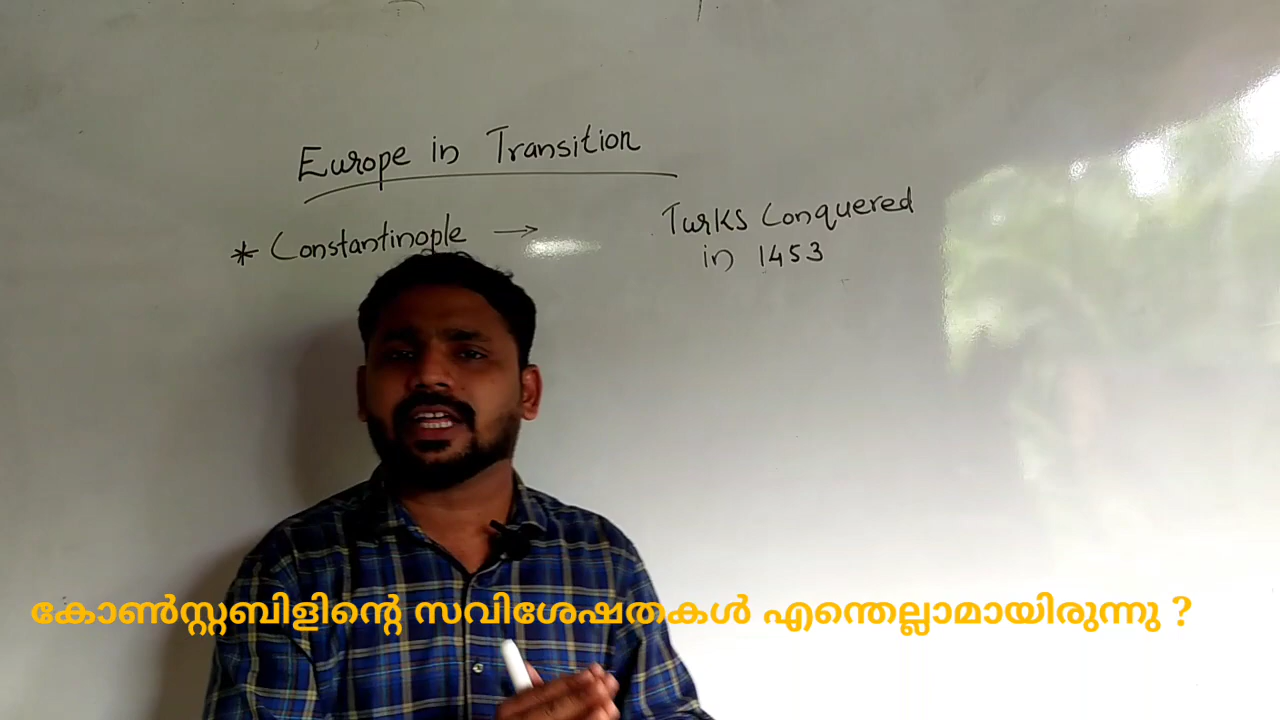 Europe in Transition
* Constantinople → Turks Conquered
in 1453
കോൺസ്റ്റബിളിന്റെ സവിശേഷതകൾ എന്തെല്ലാമായിരുന്നു ?